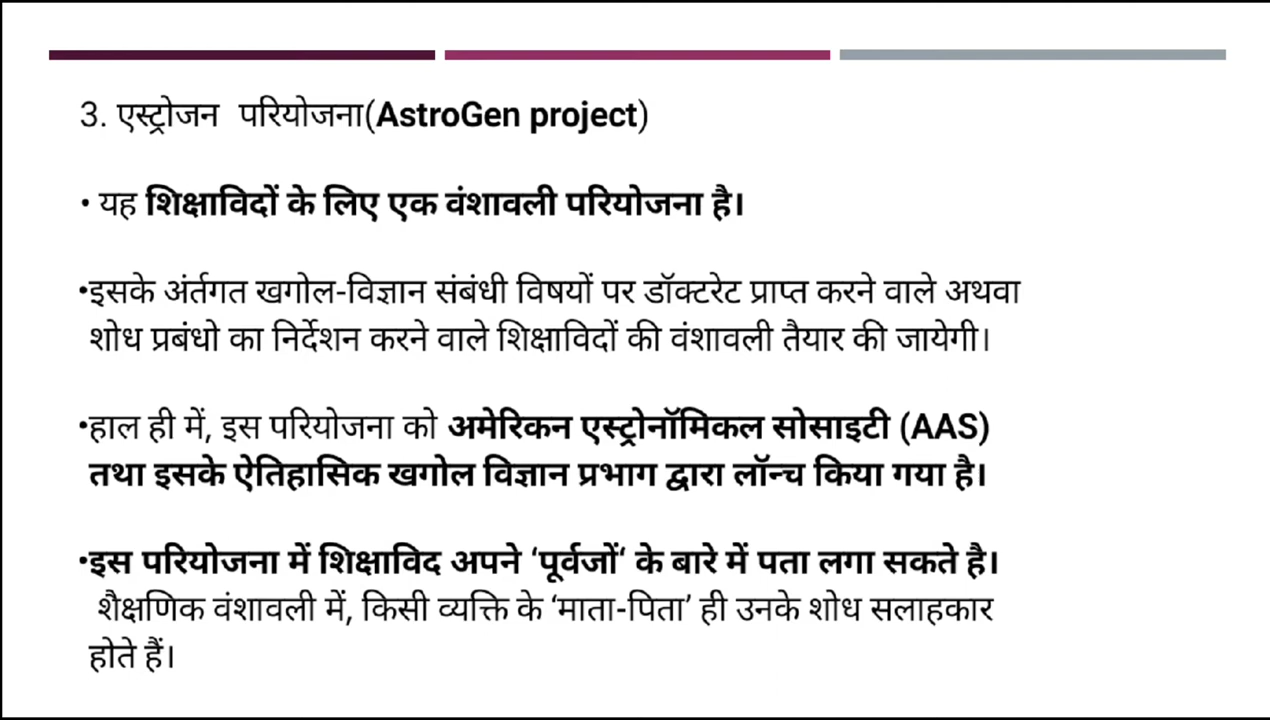 3. एस्ट्रोजन परियोजना(AstroGen project)
• यह शिक्षाविदों के लिए एक वंशावली परियोजना है।
•इसके अंर्तगत खगोल-विज्ञान संबंधी विषयों पर डॉक्टरेट प्राप्त करने वाले अथवा
शोध प्रबंधो का निर्देशन करने वाले शिक्षाविदों की वंशावली तैयार की जायेगी।
•हाल ही में, इस परियोजना को अमेरिकन एस्ट्रोनॉमिकल सोसाइटी (AAS)
तथा इसके ऐतिहासिक खगोल विज्ञान प्रभाग द्वारा लॉन्च किया गया है।
•इस परियोजना में शिक्षाविद अपने ‘पूर्वजों‘ के बारे में पता लगा सकते है।
शैक्षणिक वंशावली में, किसी व्यक्ति के ‘माता-पिता’ ही उनके शोध सलाहकार
होते हैं।